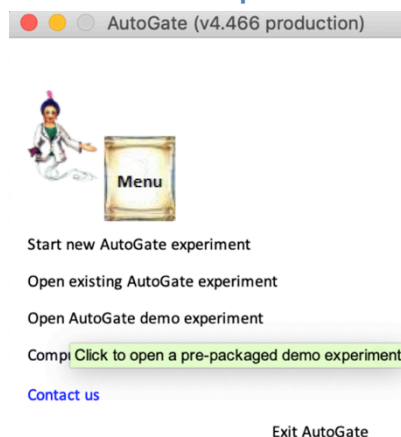 AutoGate (v4.466 production)
Menu
Start new AutoGate experiment
Open existing AutoGate experiment
Open AutoGate demo experiment
Click to open a pre-packaged demo experiment
Contact us
Exit AutoGate